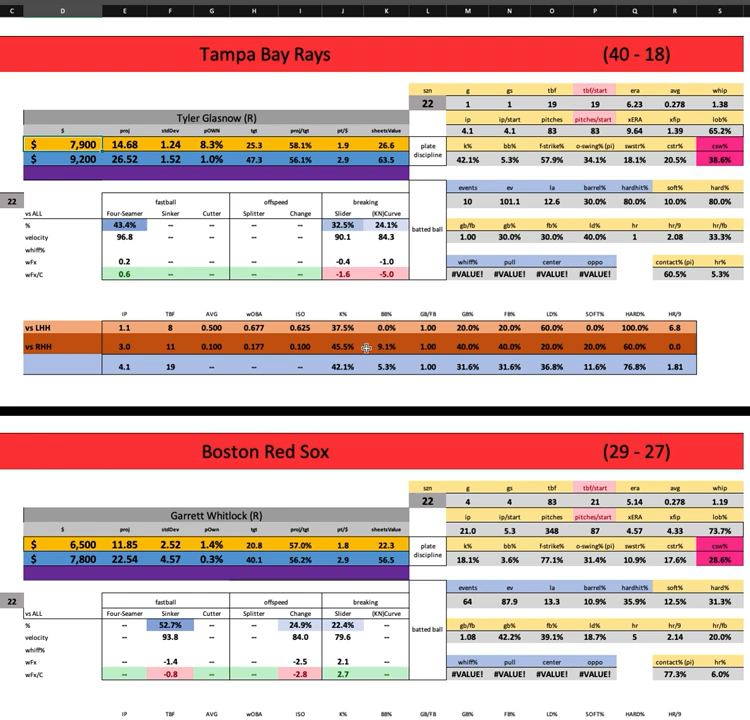 C D E F G H I J K L M N O P Q R S
Tampa Bay Rays (40 - 18)
szn g gs tbf tbf/start era avg whip
22 1 1 19 19 6.23 0.278 1.38
Tyler Glasnow (R) ip ip/start pitches pitches/start xERA xfip lob%
$ proj stdDev pOWN tgt proj/tgt pt/$ sheetsValue 4.1 4.1 83 83 9.64 1.39 65.2%
$ 7,900 14.68 1.24 8.3% 25.3 58.1% 1.9 26.6 plate discipline k% bb% f-strike% o-swing% (pi) swstr% cstr% csw%
$ 9,200 26.52 1.52 1.0% 47.3 56.1% 2.9 63.5 42.1% 5.3% 57.9% 34.1% 18.1% 20.5% 38.6%
events ev la barrel% hardhit% soft% hard%
22 fastball offspeed breaking 10 101.1 12.6 30.0% 80.0% 10.0% 80.0%
vs ALL Four-Seamer Sinker Cutter Splitter Change Slider (KN)Curve
% 43.4% -- -- -- -- 32.5% 24.1% batted ball gb/fb gb% fb% ld% hr hr/9 hr/fb
velocity 96.8 -- -- -- -- 90.1 84.3 1.00 30.0% 30.0% 40.0% 1 2.08 33.3%
whiff%
wFx 0.2 -- -- -- -- -0.4 -1.0 whiff% pull center oppo contact% (pi) hr%
wFx/C 0.6 -- -- -- -- -1.6 -5.0 #VALUE! #VALUE! #VALUE! #VALUE! 60.5% 5.3%
IP TBF AVG wOBA ISO K% BB% GB/FB GB% FB% LD% SOFT% HARD% HR/9
vs LHH 1.1 8 0.500 0.677 0.625 37.5% 0.0% 1.00 20.0% 20.0% 60.0% 0.0% 100.0% 6.8
vs RHH 3.0 11 0.100 0.177 0.100 45.5% 9.1% 1.00 40.0% 40.0% 20.0% 20.0% 60.0% 0.0
4.1 19 -- -- -- 42.1% 5.3% 1.00 31.6% 31.6% 36.8% 11.6% 76.8% 1.81
Boston Red Sox (29 - 27)
szn g gs tbf tbf/start era avg whip
22 4 4 83 21 5.14 0.278 1.19
Garrett Whitlock (R) ip ip/start pitches pitches/start xERA xfip lob%
$ proj stdDev pOwn tgt proj/tgt pt/$ sheetsValue 21.0 5.3 348 87 4.57 4.33 73.7%
$ 6,500 11.85 2.52 1.4% 20.8 57.0% 1.8 22.3 plate discipline k% bb% f-strike% o-swing% (pi) swstr% cstr% csw%
$ 7,800 22.54 4.57 0.3% 40.1 56.2% 2.9 56.5 18.1% 3.6% 77.1% 31.4% 10.9% 17.6% 28.6%
events ev la barrel% hardhit% soft% hard%
22 fastball offspeed breaking 64 87.9 13.3 10.9% 35.9% 12.5% 31.3%
vs ALL Four-Seamer Sinker Cutter Splitter Change Slider (KN)Curve
% -- 52.7% -- -- 24.9% 22.4% -- batted ball gb/fb gb% fb% ld% hr hr/9 hr/fb
velocity -- 93.8 -- -- 84.0 79.6 -- 1.08 42.2% 39.1% 18.7% 5 2.14 20.0%
whiff%
wFx -- -1.4 -- -- -2.5 2.1 -- whiff% pull center oppo contact% (pi) hr%
wFx/C -- -0.8 -- -- -2.8 2.7 -- #VALUE! #VALUE! #VALUE! #VALUE! 77.3% 6.0%
IP TBF AVG wOBA ISO K% BB% GB/FB GB% FB% LD% SOFT% HARD% HR/9